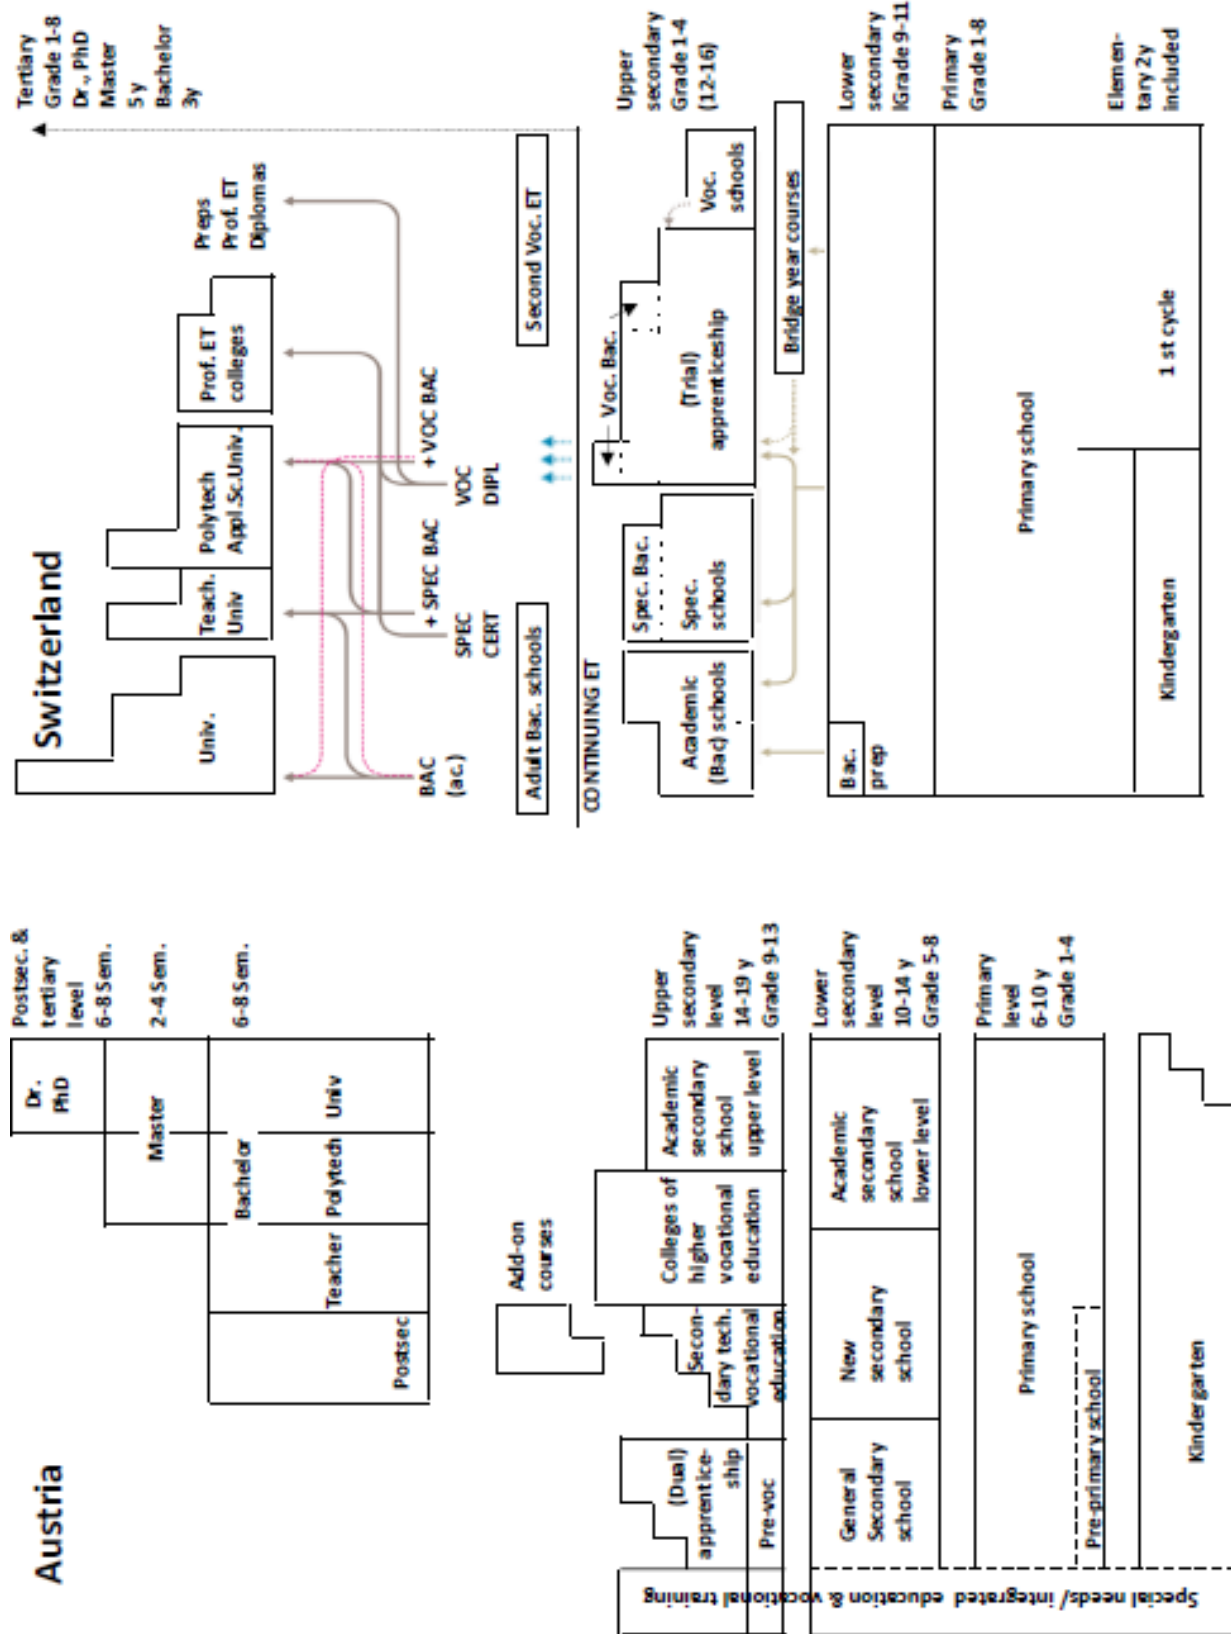 Austria
Postsec. &
tertiary
level
6-8 Sem.
2-4 Sem.
6-8 Sem.
Dr.
PhD
Master
Bachelor
Postsec
Teacher
Polytech
Univ
Add-on
courses
(Dual)
apprentice-
ship
Pre-voc
Secon-
dary tech.
vocational
education
Colleges of
higher
vocational
education
Academic
secondary
school
upper level
Upper
secondary
level
14-19 y
Grade 9-13
General
Secondary
school
New
secondary
school
Academic
secondary
school
lower level
Lower
secondary
level
10-14 y
Grade 5-8
Primary school
Pre-primary school
Primary
level
6-10 y
Grade 1-4
Kindergarten
Special needs/ integrated education & vocational training
Switzerland
Tertiary
Grade 1-8
Dr., PhD
Master
5 y
Bachelor
3y
Univ.
Teach.
Univ
Polytech
Appl.Sc.Univ.
Prof. ET
colleges
Preps
Prof. ET
Diplomas
BAC
(ac.)
+ SPEC BAC
SPEC
CERT
+ VOC BAC
VOC
DIPL
Adult Bac. schools
Second Voc. ET
CONTINUING ET
Academic
(Bac) schools
Spec. Bac.
Spec.
schools
Voc. Bac.
(Trial)
apprenticeship
Voc.
schools
Upper
secondary
Grade 1-4
(12-16)
Bridge year courses
Bac.
prep
Lower
secondary
IGrade 9-11
Primary school
Primary
Grade 1-8
Kindergarten
1 st cycle
Elemen-
tary 2y
included